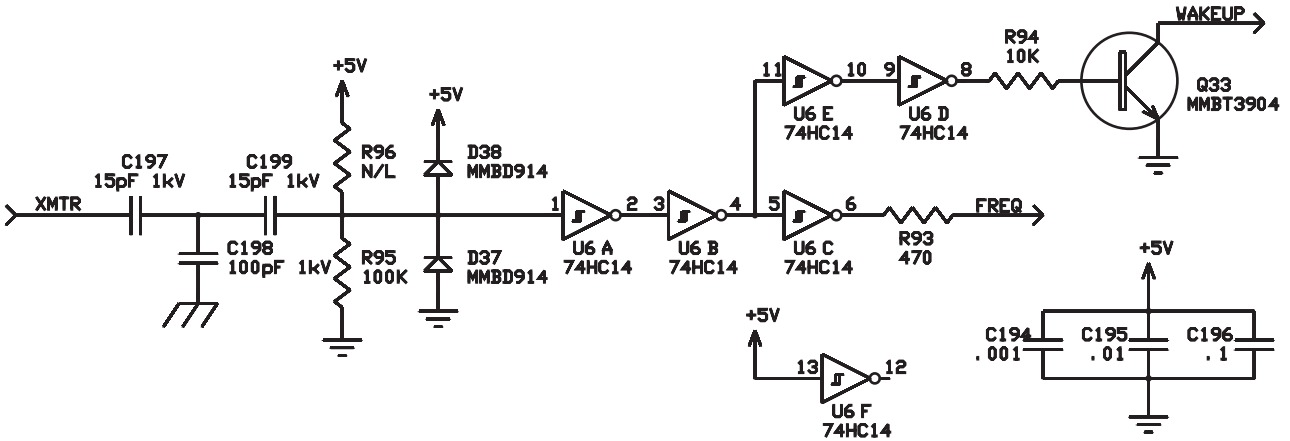 WAKEUP
R94
10K
11
10
9
8
Q33
MMBT3904
U6 E
74HC14
U6 D
74HC14
+5V
+5V
C197
15pF 1kV
C199
15pF 1kV
R96
N/L
D38
MMBD914
XMTR
1
2
3
4
5
6
FREQ
C198
100pF 1kV
R95
100K
D37
MMBD914
U6 A
74HC14
U6 B
74HC14
U6 C
74HC14
R93
470
+5V
+5V
C194
.001
C195
.01
C196
.1
13
12
U6 F
74HC14